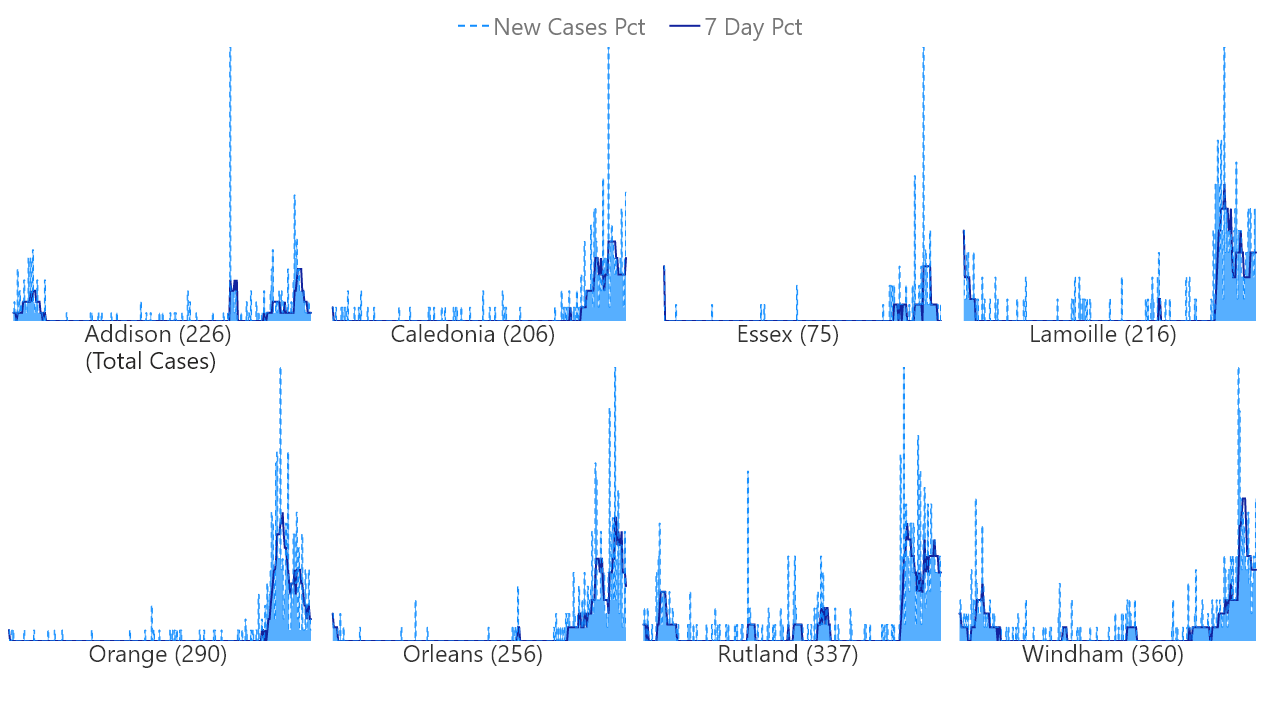 New Cases Pct 7 Day Pct
Addison (226) Caledonia (206) Essex (75) Lamoille (216)
(Total Cases)
Orange (290) Orleans (256) Rutland (337) Windham (360)